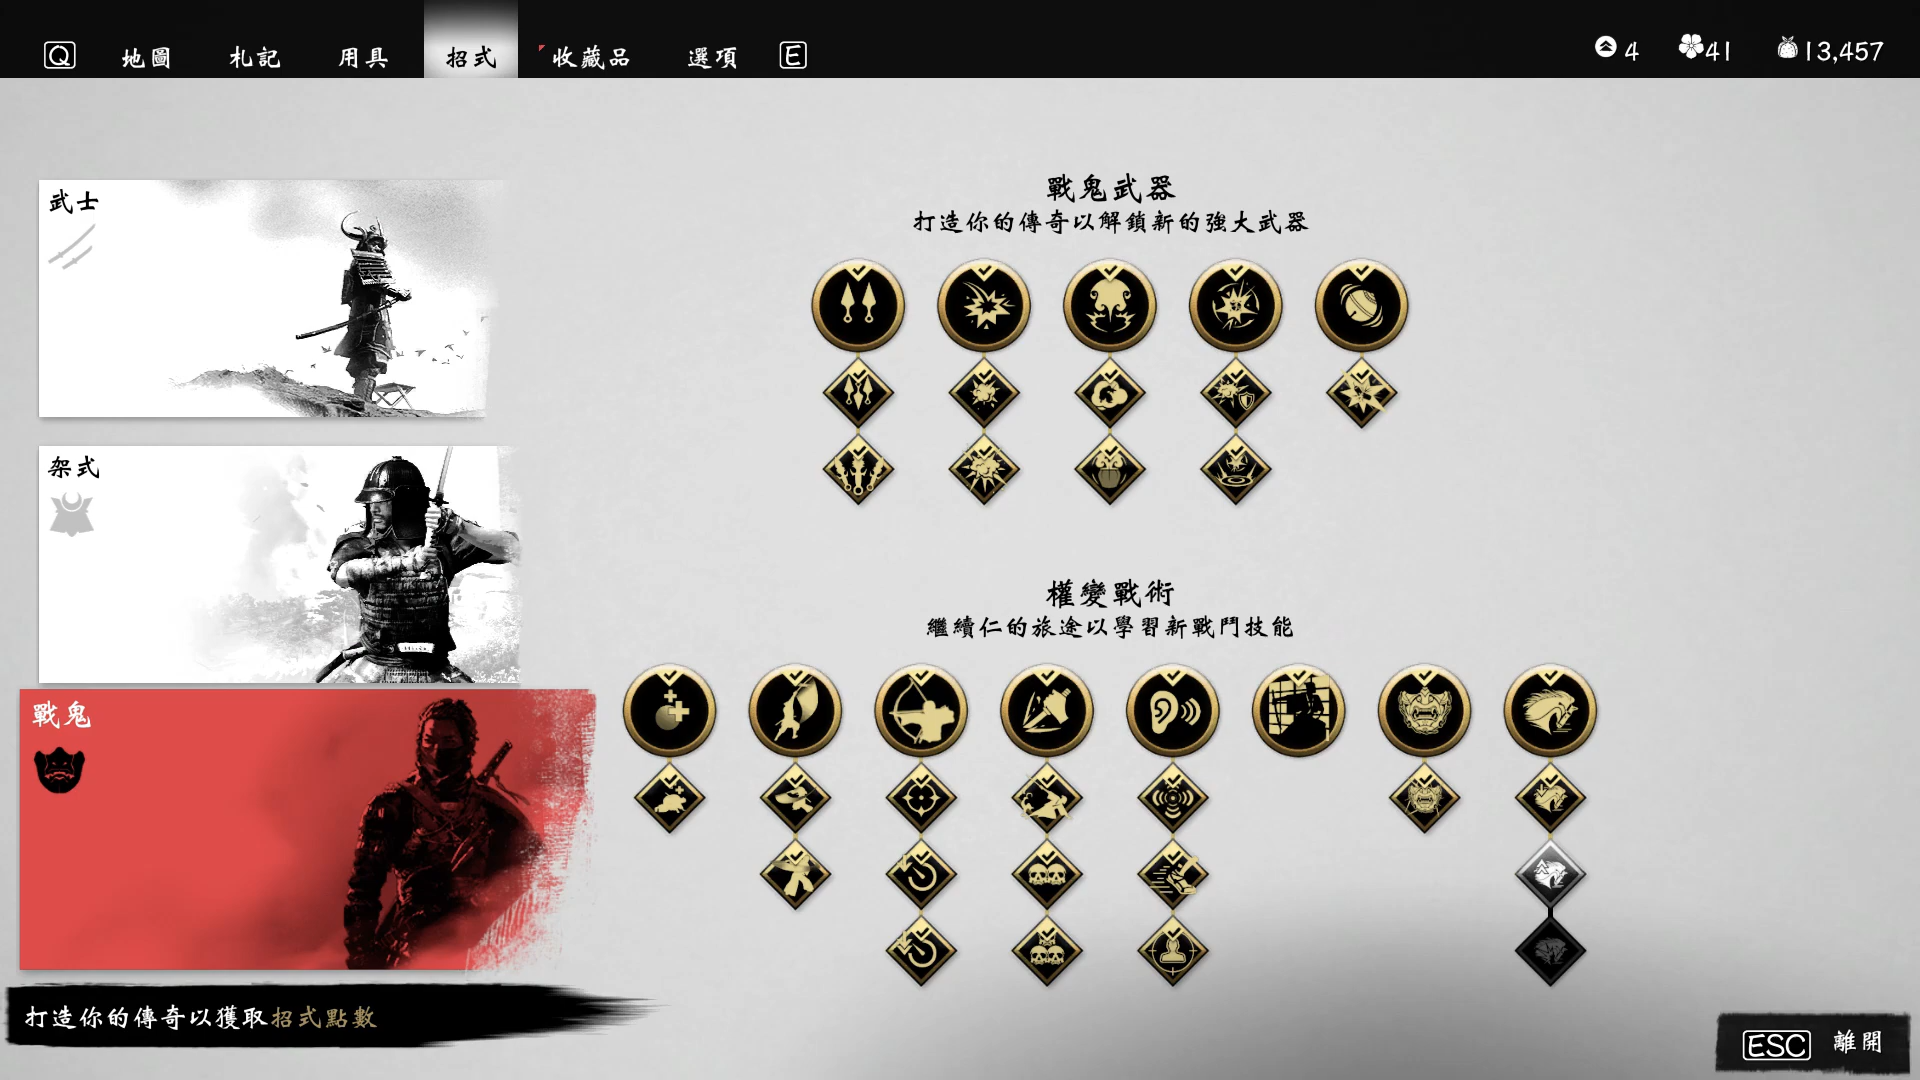 Q 地圖 札記 用具 招式 收藏品 選項 E 4 41 13,457
武士
架式
戰鬼
打造你的傳奇以獲取招式點數
戰鬼武器
打造你的傳奇以解鎖新的強大武器
權變戰術
繼續仁的旅途以學習新戰鬥技能
ESC 離開